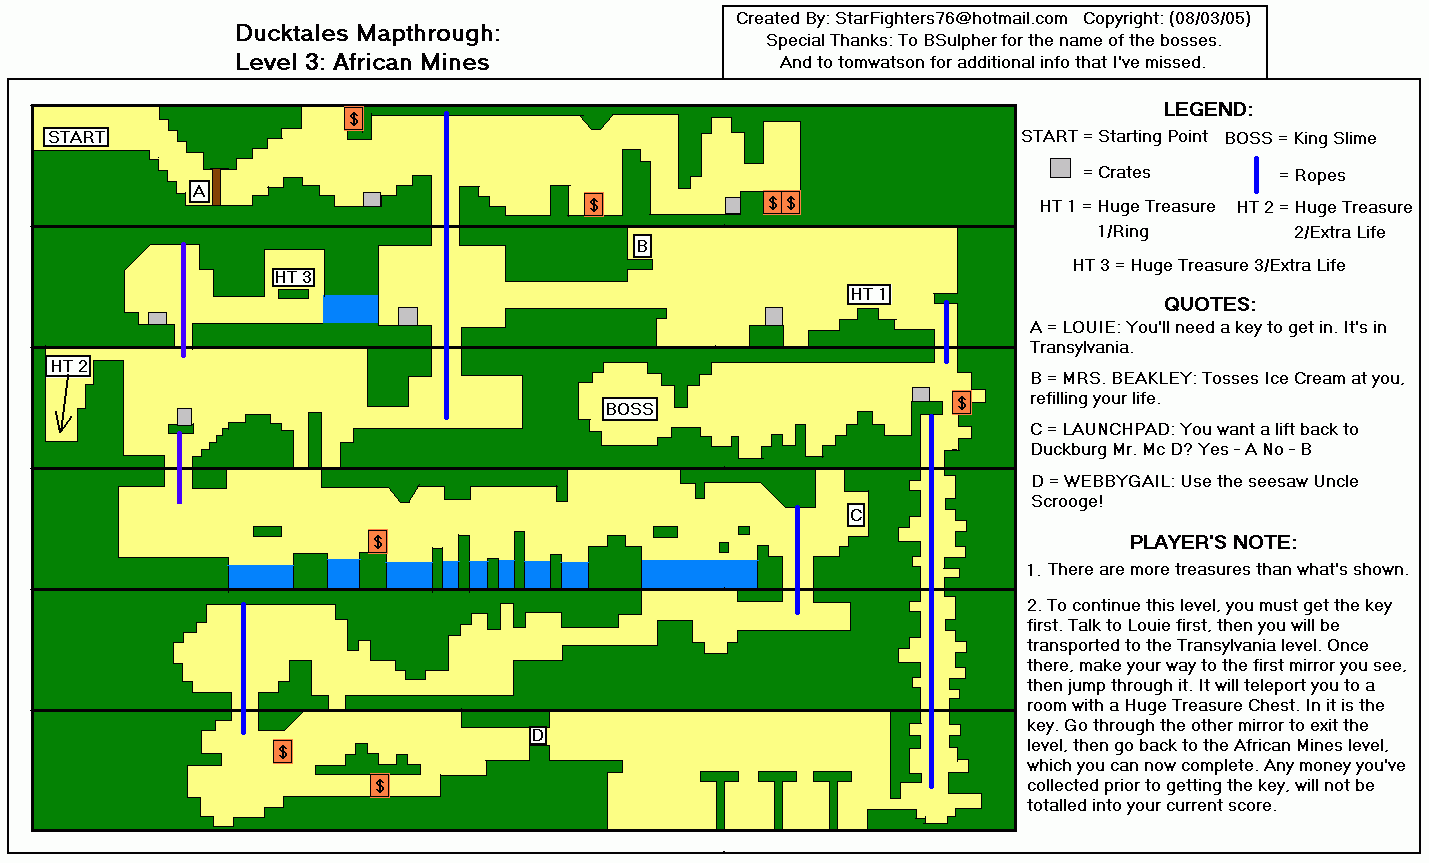 Ducktales Mapthrough:
Level 3: African Mines
Created By: StarFighters76@hotmail.com Copyright: (08/03/05)
Special Thanks: To BSulpher for the name of the bosses.
And to tomwatson for additional info that I've missed.
START
$
A
$
$ $
B
HT 3
HT 1
HT 2
BOSS
$
$
C
D
$
$
LEGEND:
START = Starting Point BOSS = King Slime
= Crates = Ropes
HT 1 = Huge Treasure HT 2 = Huge Treasure
1/Ring 2/Extra Life
HT 3 = Huge Treasure 3/Extra Life
QUOTES:
A = LOUIE: You'll need a key to get in. It's in
Transylvania.
B = MRS. BEAKLEY: Tosses Ice Cream at you,
refilling your life.
C = LAUNCHPAD: You want a lift back to
Duckburg Mr. Mc D? Yes - A No - B
D = WEBBYGAIL: Use the seesaw Uncle
Scrooge!
PLAYER'S NOTE:
1. There are more treasures than what's shown.
2. To continue this level, you must get the key
first. Talk to Louie first, then you will be
transported to the Transylvania level. Once
there, make your way to the first mirror you see,
then jump through it. It will teleport you to a
room with a Huge Treasure Chest. In it is the
key. Go through the other mirror to exit the
level, then go back to the African Mines level,
which you can now complete. Any money you've
collected prior to getting the key, will not be
totalled into your current score.